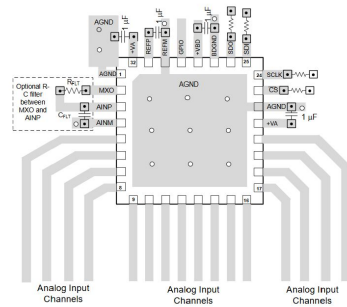 AGND
1 µF
+VA
REFP
1 µF
REFM
GPIO
+VBD
BDGND
SDO
SDI
32
25
AGND
1
MXO
AINP
AINM
8
Optional R-
C filter
between
MXO and
AINP
RFLT
CFLT
AGND
24
SCLK
CS
AGND
+VA
1 µF
17
9
16
Analog Input
Channels
Analog Input
Channels
Analog Input
Channels